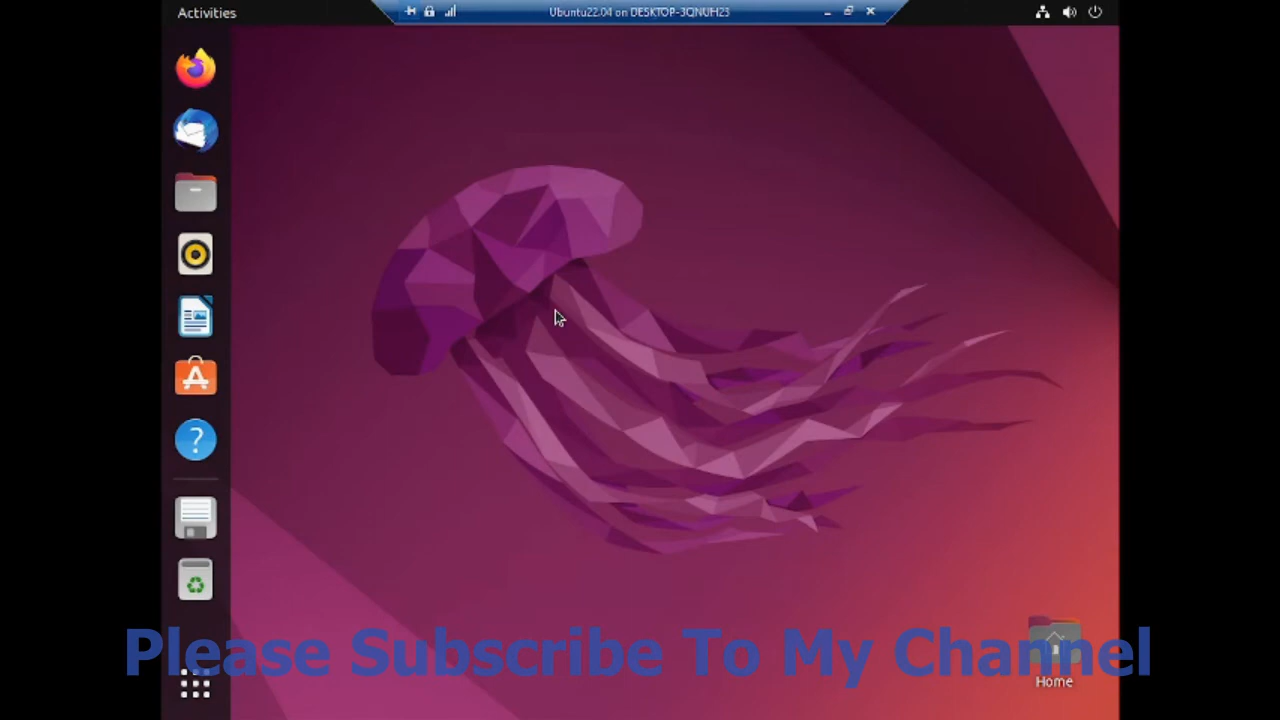 Activities
Ubuntu22.04 on DESKTOP-3QNUH23
Please Subscribe To My Channel
Home